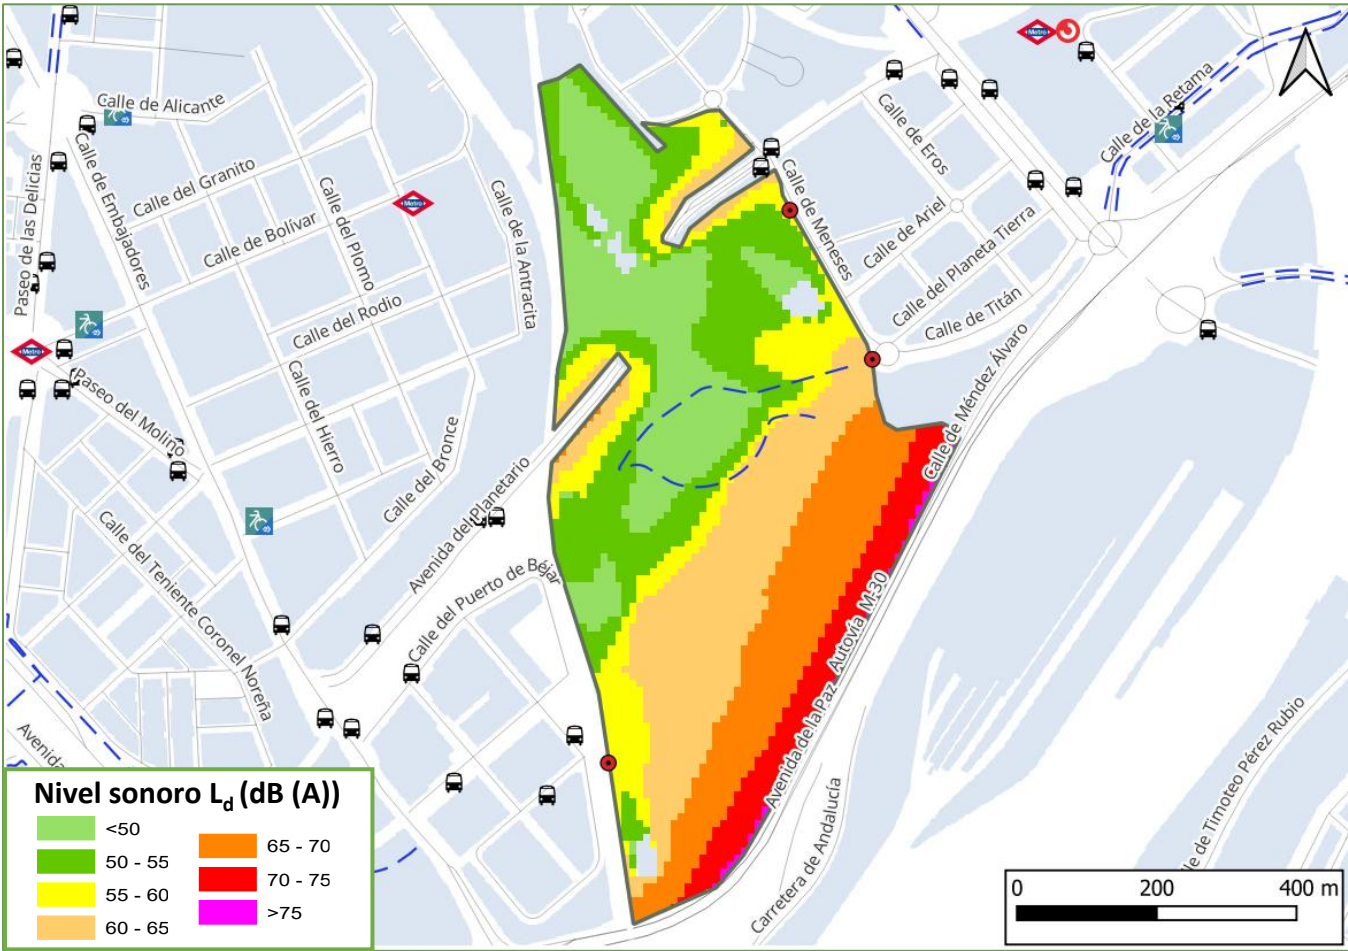 Calle de Alicante
Calle de la Retama
Calle de Eros
Paseo de las Delicias
Calle de Embajadores
Calle del Granito
Calle de Bolívar
Calle del Plomo
Metro
Metro
Metro
Calle de la Antracita
Calle de Meneses
Calle de Ariel
Calle del Planeta Tierra
Calle de Titán
Calle del Rodio
Calle del Hierro
Paseo del Molino
Calle del Bronce
Calle de Méndez Álvaro
Avenida del Planetario
Calle del Puerto de Béjar
Calle del Teniente Coronel Noreña
Avenida de la Paz Autovía M-30
Carretera de Andalucía
lle de Timoteo Pérez Rubio
Avenida
Nivel sonoro Ld (dB (A))
<50
50 - 55
55 - 60
60 - 65
65 - 70
70 - 75
>75
0 200 400 m